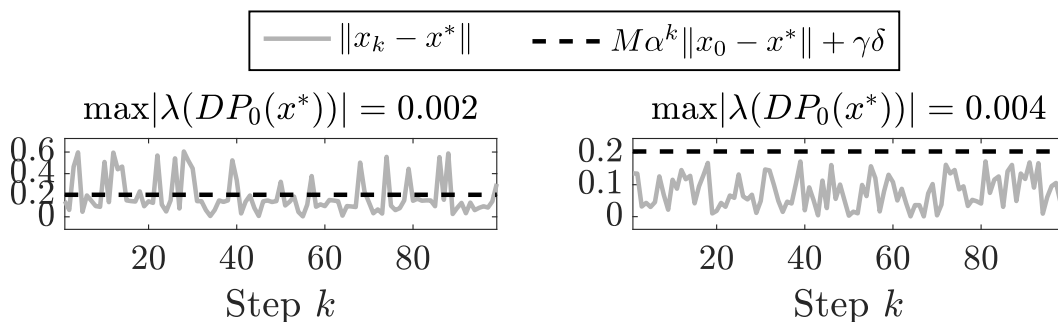 ‖x_k − x*‖ Mα^k‖x_0 − x*‖ + γδ
max|λ(DP_0(x*))| = 0.002
max|λ(DP_0(x*))| = 0.004
0.6
0.4
0.2
0
20 40 60 80
Step k
0.2
0.1
0
20 40 60 80
Step k